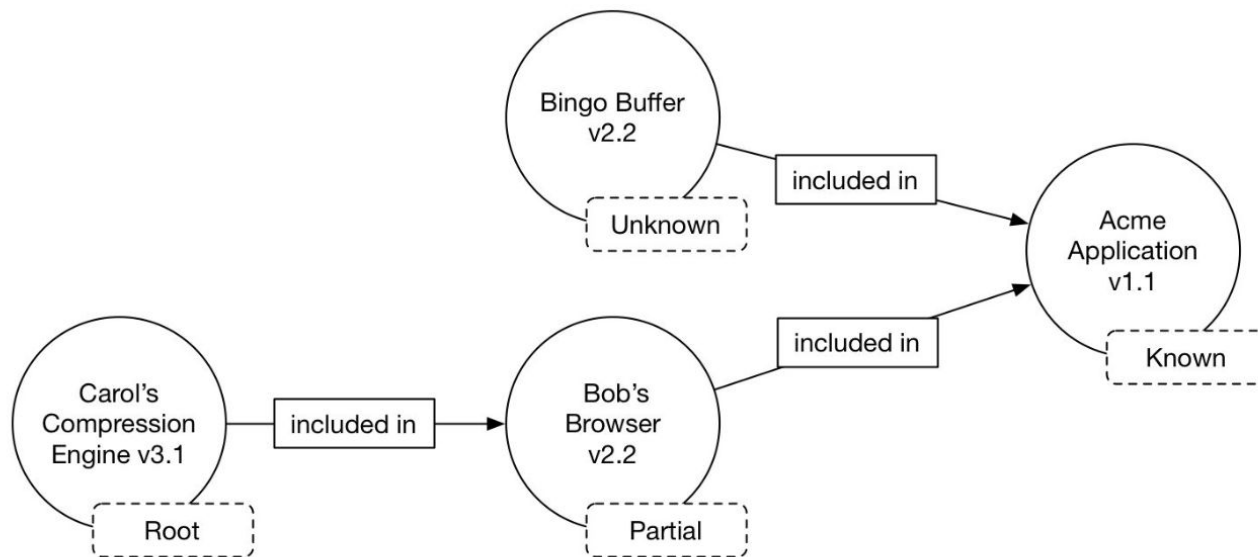 Bingo Buffer
v2.2
Unknown
included in
Acme
Application
v1.1
Known
included in
Carol’s
Compression
Engine v3.1
Root
included in
Bob’s
Browser
v2.2
Partial